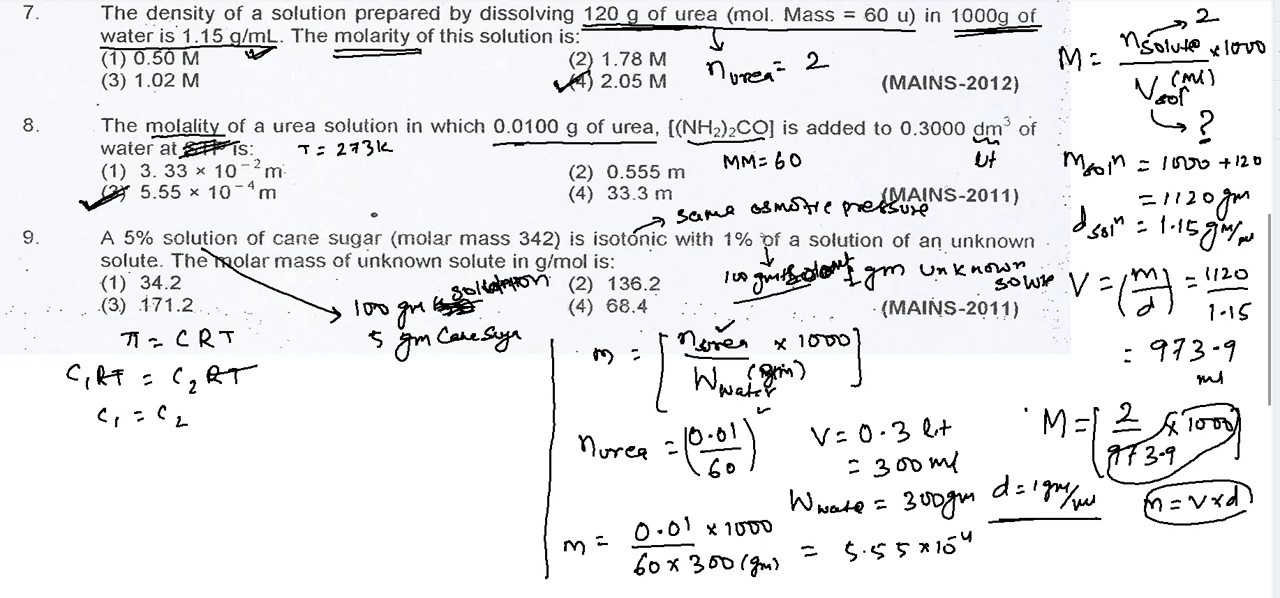 7. The density of a solution prepared by dissolving 120 g of urea (mol. Mass = 60 u) in 1000g of
water is 1.15 g/mL. The molarity of this solution is:
(1) 0.50 M (2) 1.78 M
(3) 1.02 M (4) 2.05 M (MAINS-2012)
n urea = 2
8. The molality of a urea solution in which 0.0100 g of urea, [(NH₂)₂CO] is added to 0.3000 dm³ of
water at STP is: T = 273K
MM = 60
lt
(1) 3. 33 × 10⁻² m (2) 0.555 m
(3) 5.55 × 10⁻⁴ m (4) 33.3 m (MAINS-2011)
same osmotic pressure
9. A 5% solution of cane sugar (molar mass 342) is isotonic with 1% of a solution of an unknown
solute. The molar mass of unknown solute in g/mol is:
(1) 34.2 (2) 136.2
(3) 171.2 (4) 68.4 (MAINS-2011)
100 gm solution
5 gm Cane Sugar
1 gm unknown
solute
π = CRT
C₁RT = C₂RT
C₁ = C₂
m = [n urea × 1000 / W water (gm)]
n urea = (0.01 / 60)
V = 0.3 lt
= 300 ml
W water = 300 gm
d = 1 gm/ml
m = 0.01 × 1000 / 60 × 300 (gm) = 5.55 × 10⁻⁴
2
M = n solute × 1000 / V solⁿ (ml)
?
m solⁿ = 1000 + 120
= 1120 gm
d solⁿ = 1.15 gm/ml
V = (m/d) = 1120 / 1.15
= 973.9
ml
M = [2 / 973.9 × 1000]
m = V × d